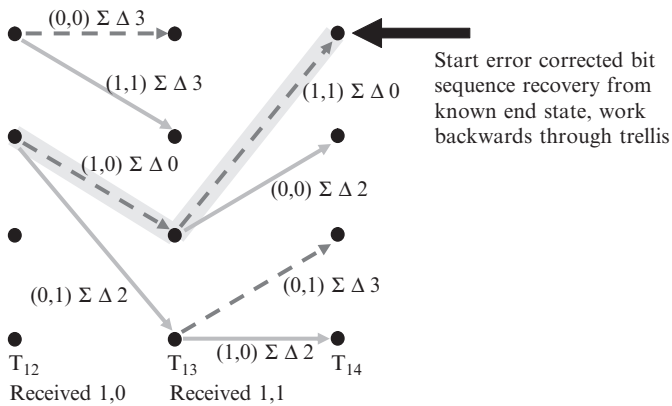 (0,0) Σ Δ 3
(1,1) Σ Δ 3
(1,1) Σ Δ 0
Start error corrected bit
sequence recovery from
known end state, work
backwards through trellis
(1,0) Σ Δ 0
(0,0) Σ Δ 2
(0,1) Σ Δ 2
(0,1) Σ Δ 3
(1,0) Σ Δ 2
T12 T13 T14
Received 1,0 Received 1,1